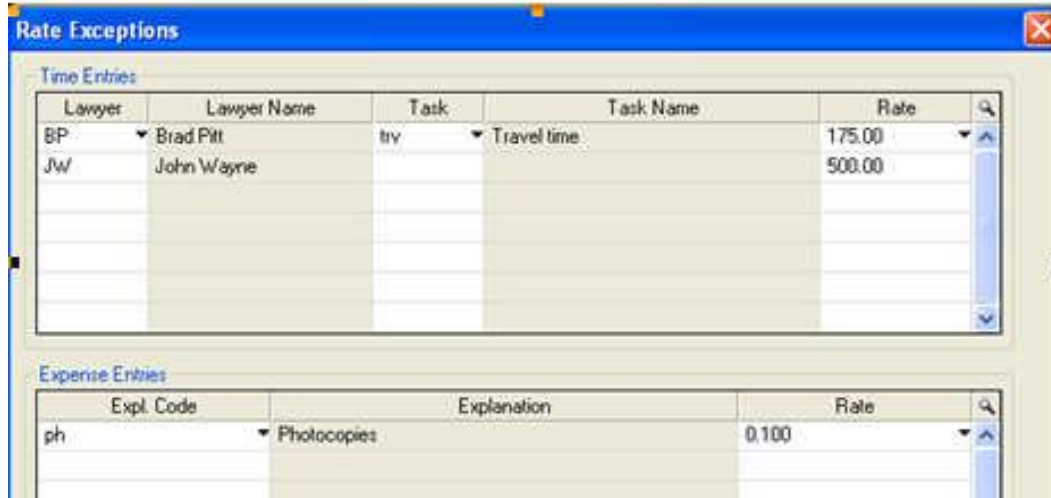 Rate Exceptions
Time Entries
Lawyer Lawyer Name Task Task Name Rate
BP Brad Pitt trv Travel time 175.00
JW John Wayne 500.00
Expense Entries
Expl. Code Explanation Rate
ph Photocopies 0.100